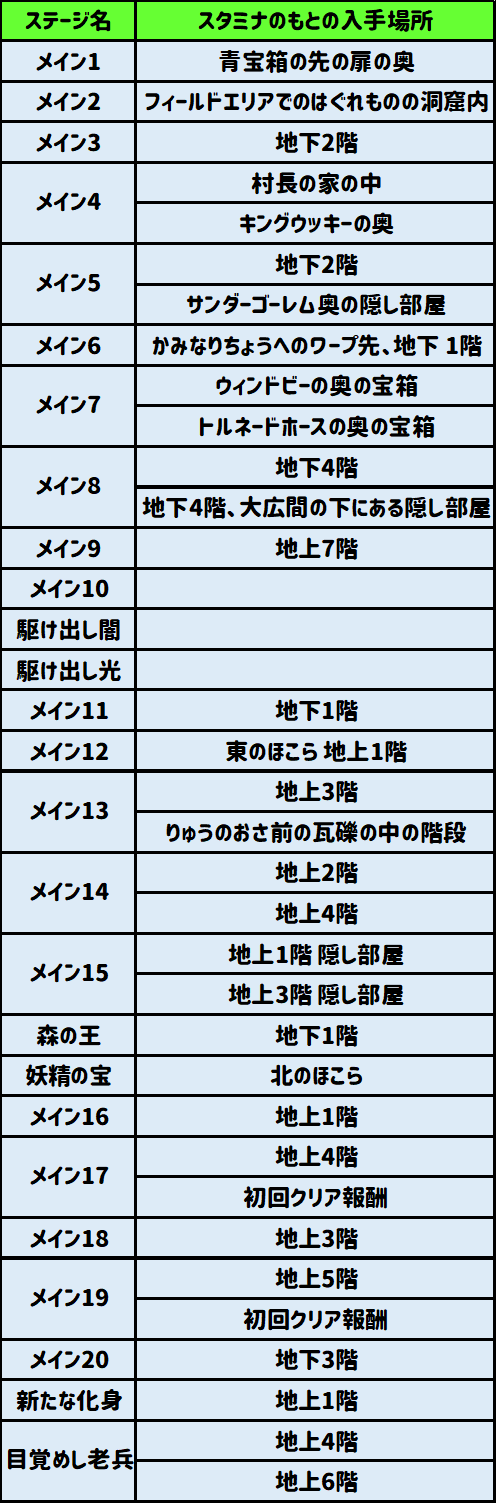 ステージ名 スタミナのもとの入手場所
メイン1 青宝箱の先の扉の奥
メイン2 フィールドエリアでのはぐれものの洞窟内
メイン3 地下2階
メイン4 村長の家の中
キングウッキーの奥
メイン5 地下2階
サンダーゴーレム奥の隠し部屋
メイン6 かみなりちょうへのワープ先、地下 1階
メイン7 ウィンドビーの奥の宝箱
トルネードホースの奥の宝箱
メイン8 地下4階
地下4階、大広間の下にある隠し部屋
メイン9 地上7階
メイン10
駆け出し闇
駆け出し光
メイン11 地下1階
メイン12 東のほこら 地上1階
メイン13 地上3階
りゅうのおさ前の瓦礫の中の階段
メイン14 地上2階
地上4階
メイン15 地上1階 隠し部屋
地上3階 隠し部屋
森の王 地下1階
妖精の宝 北のほこら
メイン16 地上1階
メイン17 地上4階
初回クリア報酬
メイン18 地上3階
メイン19 地上5階
初回クリア報酬
メイン20 地下3階
新たな化身 地上1階
目覚めし老兵 地上4階
地上6階